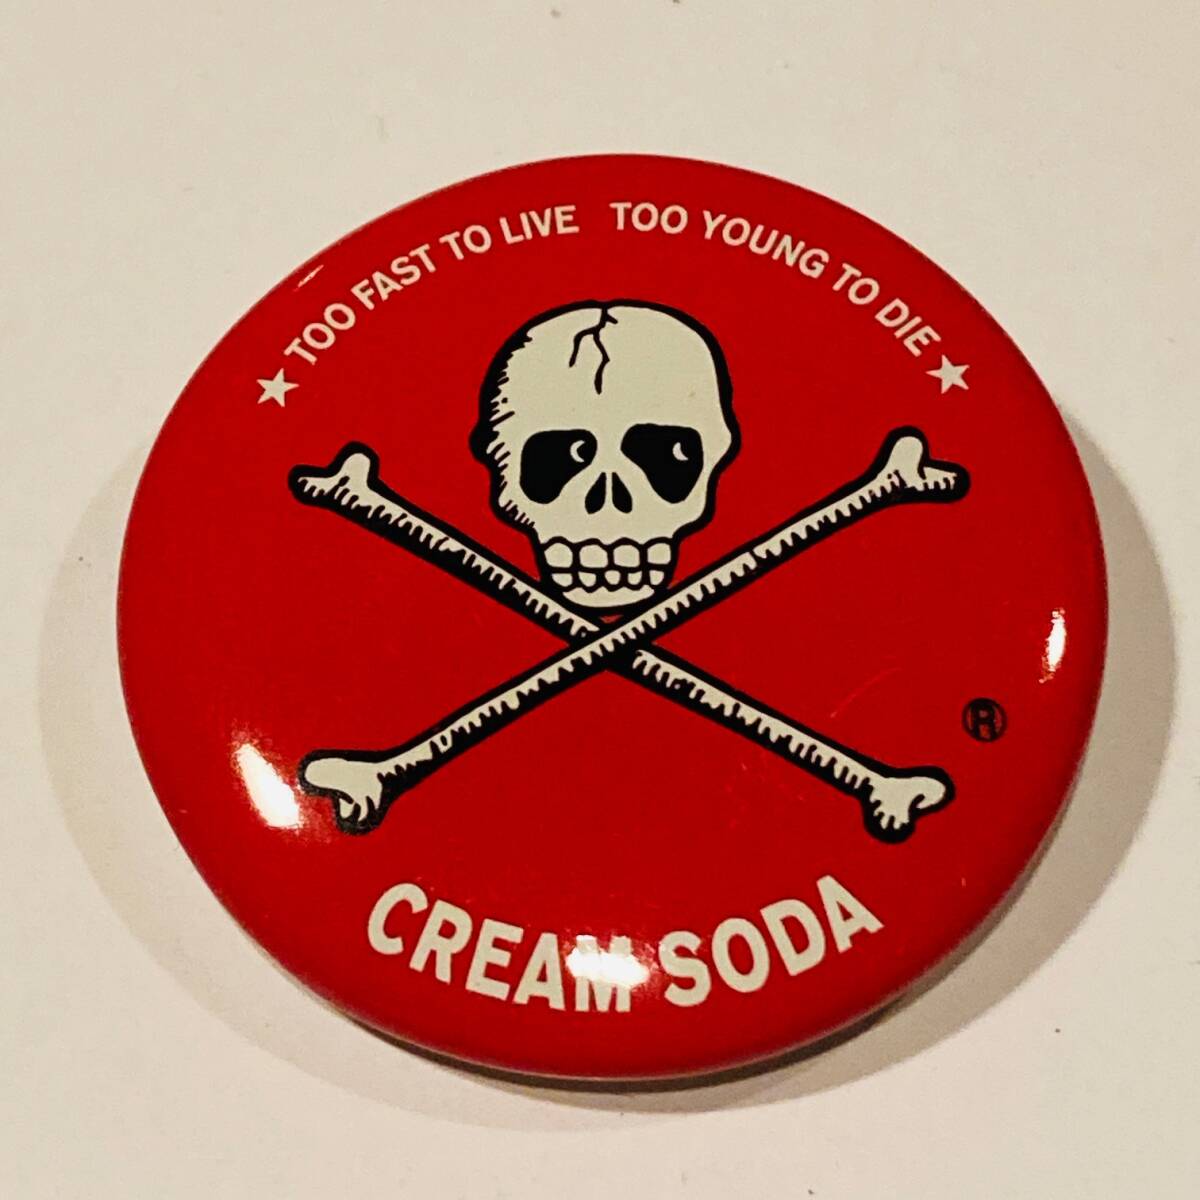 ★ TOO FAST TO LIVE TOO YOUNG TO DIE ★
®
CREAM SODA